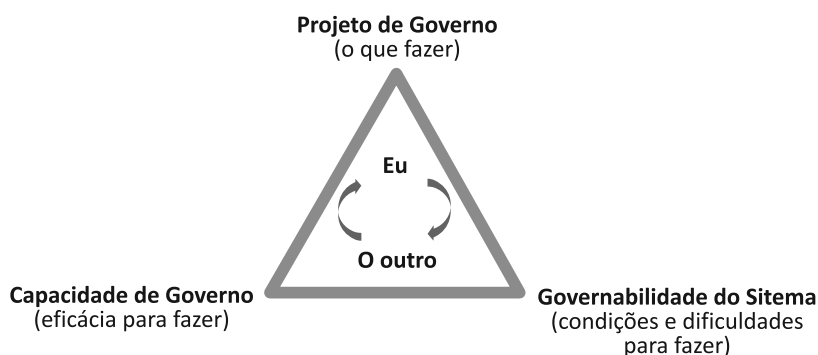 Projeto de Governo
(o que fazer)
Eu
O outro
Capacidade de Governo
(eficácia para fazer)
Governabilidade do Sitema
(condições e dificuldades
para fazer)